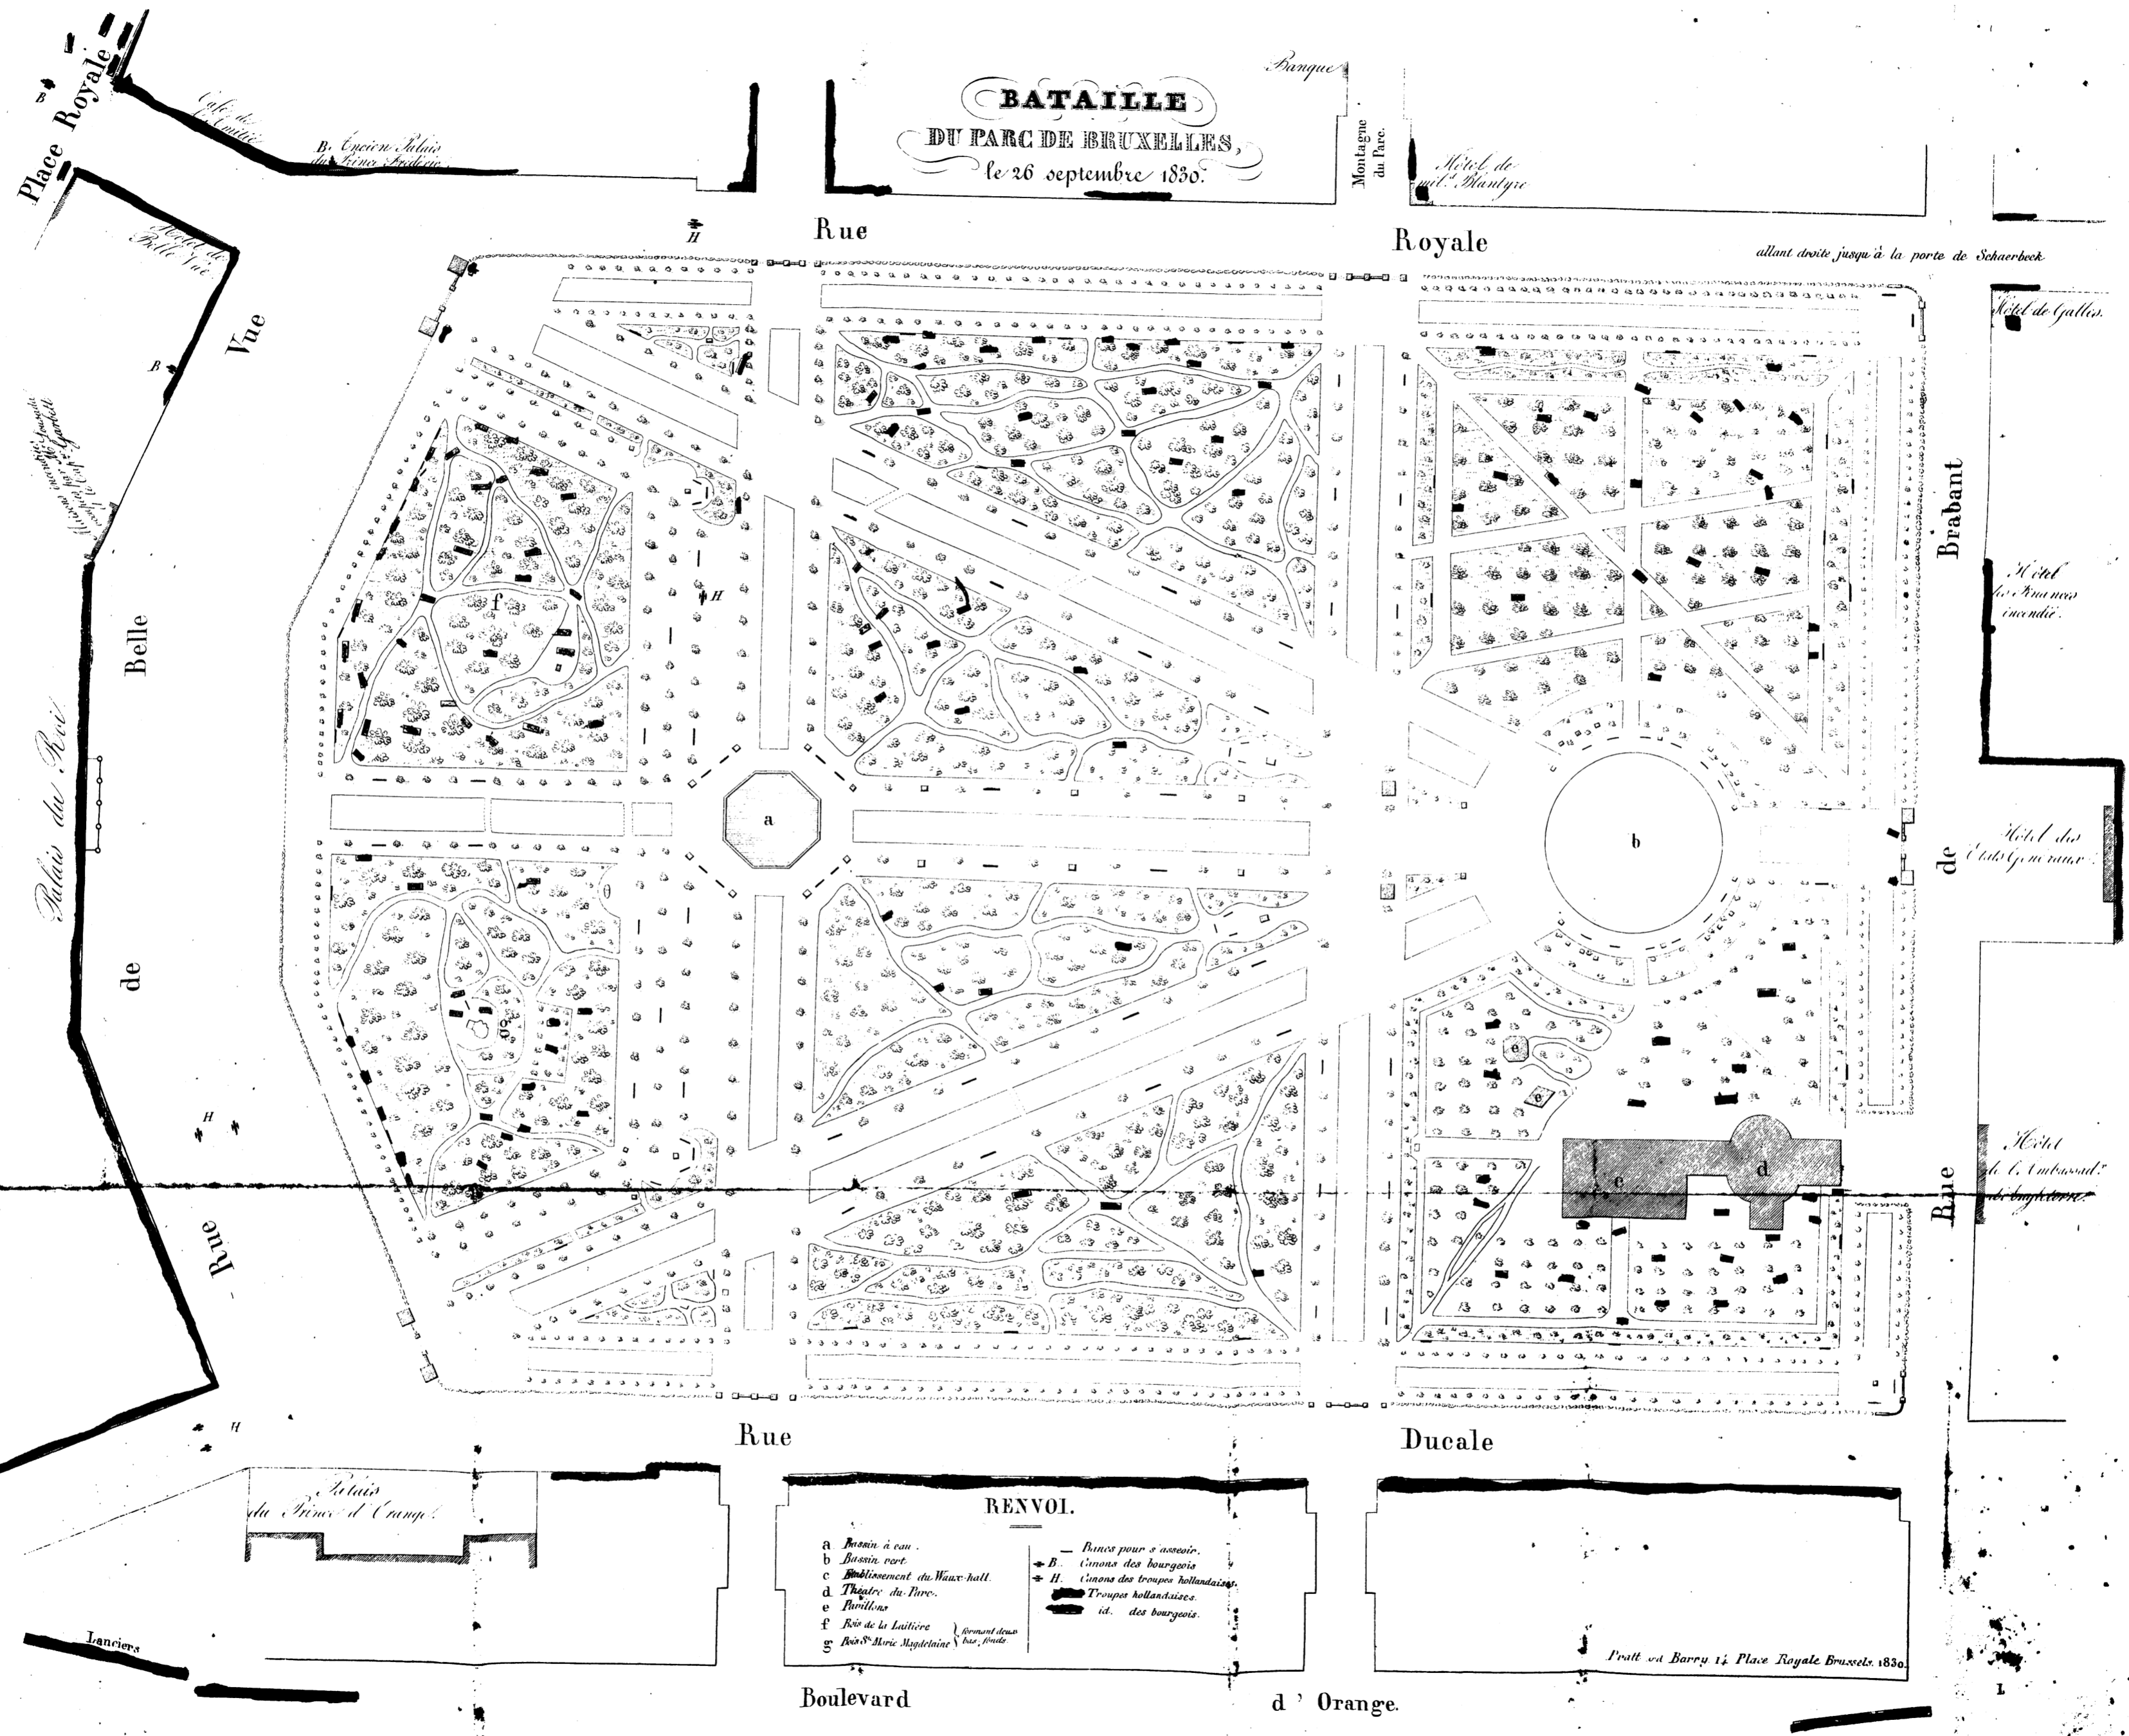 Place Royale
B
Café de
l'Amitié
B. Ancien Palais
du Prince Frédéric
BATAILLE
DU PARC DE BRUXELLES,
le 26 septembre 1830.
Banque
Montagne
du Parc.
Hôtel de
mil.d Blantyre
Hôtel de
Belle Vue
H
Rue Royale
allant droite jusqu'à la porte de Schaerbeck
Hôtel de Gallis.
B
H
f
Rue de Belle Vue
Palais du Roi
a
b
Rue de Brabant
Hôtel
des Finances
incendié.
Hôtel des
Etats Généraux.
g
e
e
c
d
H
Hôtel
de l'Ambassad.r
H
Rue Ducale
Palais
du Prince d'Orange.
RENVOI.
a Bassin à eau.
b Bassin vert
c Etablissement du Waux-hall.
d Théâtre du Parc.
e Pavillons
f Bois de la Laitière
g Bois Ste Marie Magdelaine
formant deux
bas-fonds.
Bancs pour s'asseoir.
B. Canons des bourgeois
H. Canons des troupes hollandaises.
Troupes hollandaises.
id. des bourgeois.
Lanciers
Pratt and Barry. 14 Place Royale Brussels. 1830.
Boulevard d'Orange.